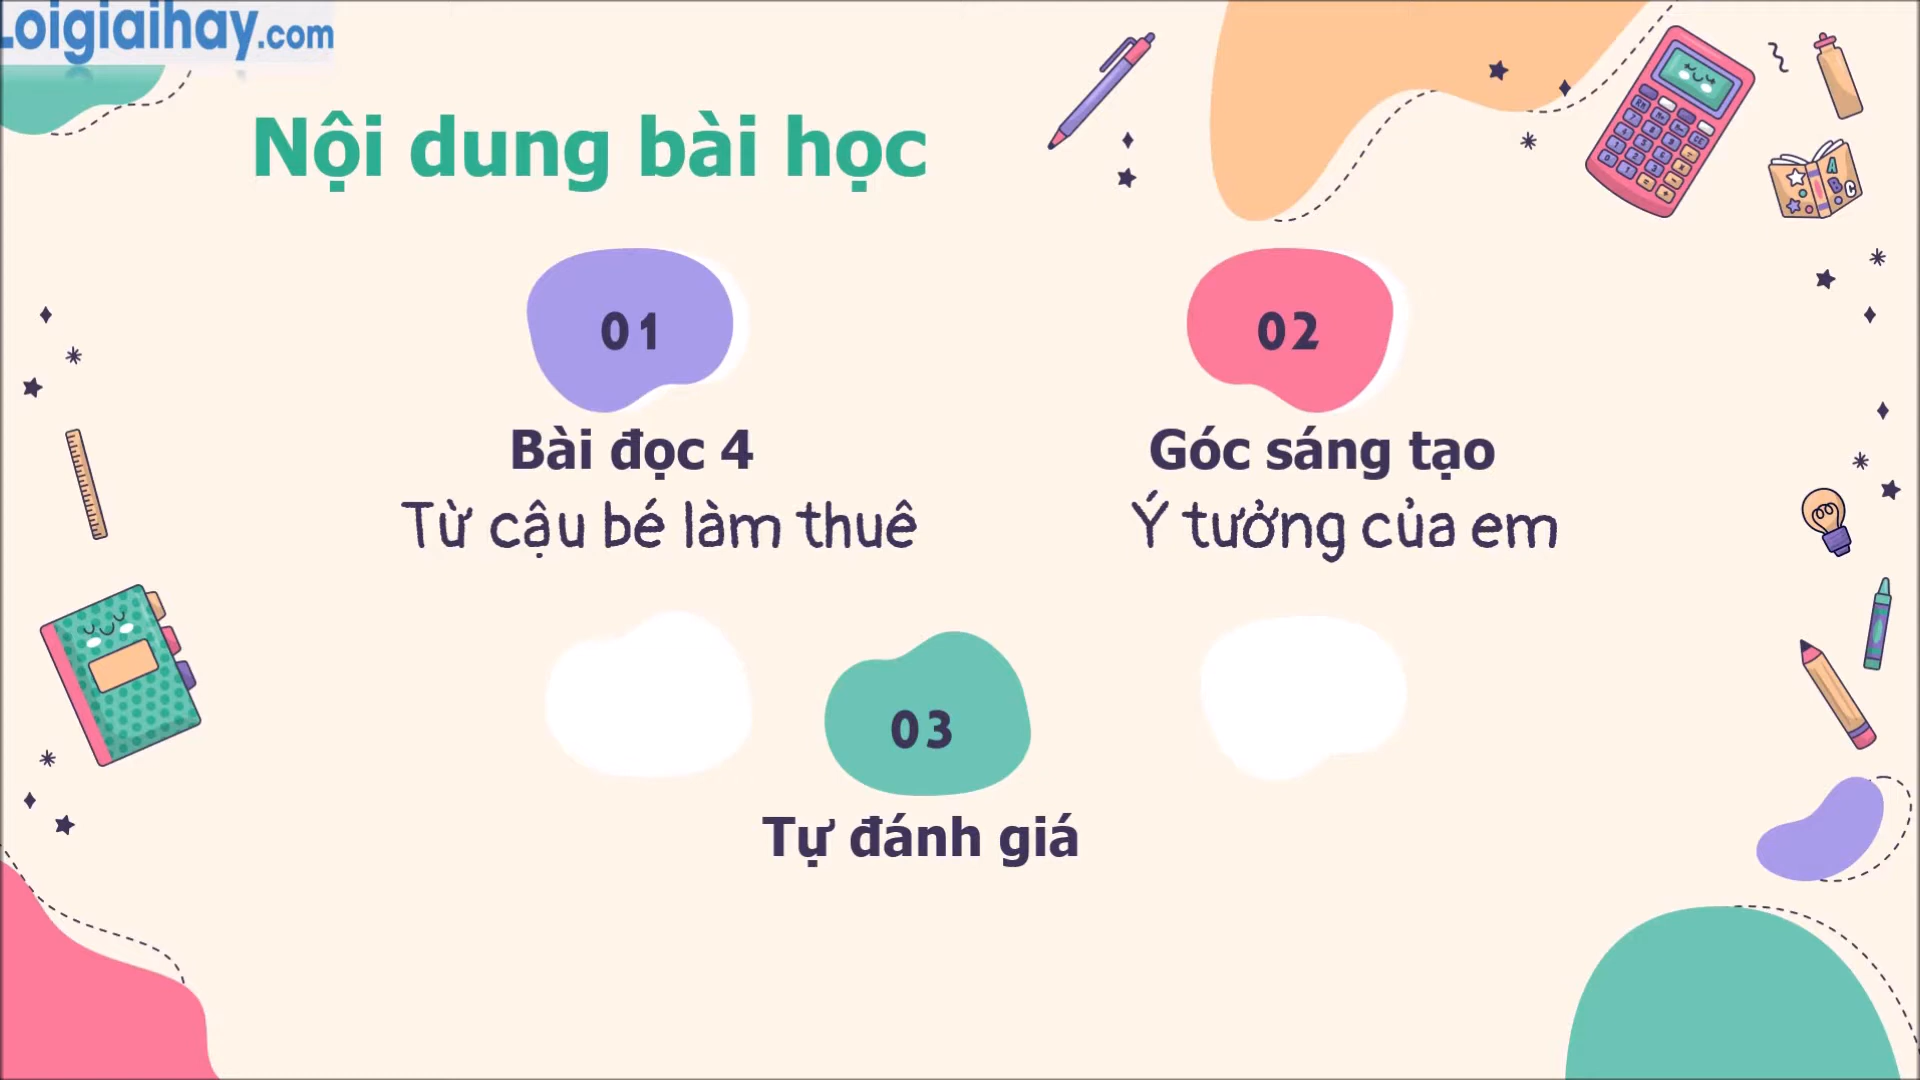 Loigiaihay.com
Nội dung bài học
01
Bài đọc 4
Từ cậu bé làm thuê
02
Góc sáng tạo
Ý tưởng của em
03
Tự đánh giá
A
B
C